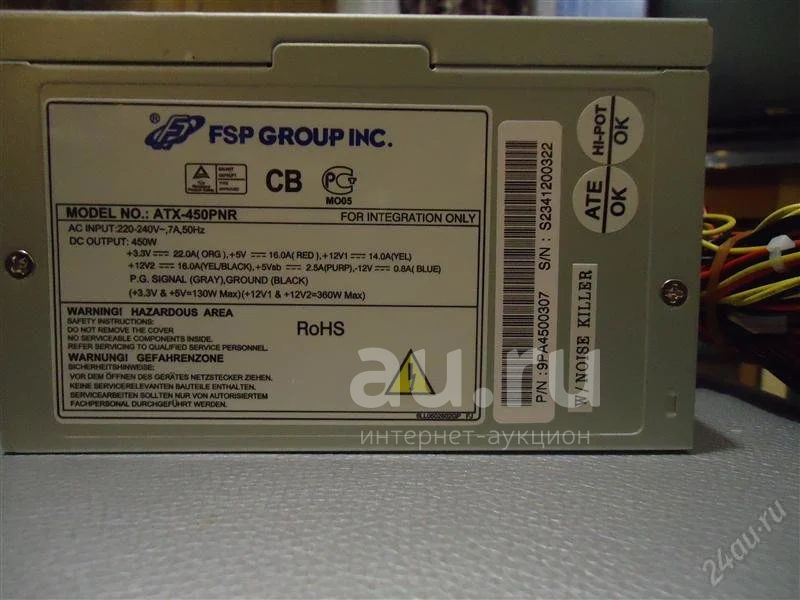 ® FSP GROUP INC.
CB
PG
MO05
MODEL NO.: ATX-450PNR FOR INTEGRATION ONLY
AC INPUT:220-240V~,7A,50Hz
DC OUTPUT: 450W
+3.3V 22.0A( ORG ), +5V 16.0A( RED ), +12V1 14.0A(YEL)
+12V2 16.0A(YEL/BLACK), +5Vsb 2.5A(PURP),-12V 0.8A( BLUE)
P.G. SIGNAL (GRAY),GROUND (BLACK)
(+3.3V & +5V=130W Max)(+12V1 & +12V2=360W Max)
WARNING! HAZARDOUS AREA
SAFETY INSTRUCTIONS:
DO NOT REMOVE THE COVER
NO SERVICEABLE COMPONENTS INSIDE.
REFER SERVICING TO QUALIFIED SERVICE PERSONNEL.
WARNUNG! GEFAHRENZONE
SICHERHEITSHINWEIS:
VOR DEM ÖFFNEN DES GERÄTES NETZSTECKER ZIEHEN
KEINE SERVICERELEVANTEN BAUTEILE ENTHALTEN.
SERVICEARBEITEN SOLLTEN NUR VON AUTORISIERTEM
FACHPERSONAL DURCHGEFÜHRT WERDEN
RoHS
P/N : 9PA4500307 S/N : S2341200322
HI-POT
OK
ATE
OK
W/ NOISE KILLER
au.ru
интернет-аукцион
24au.ru